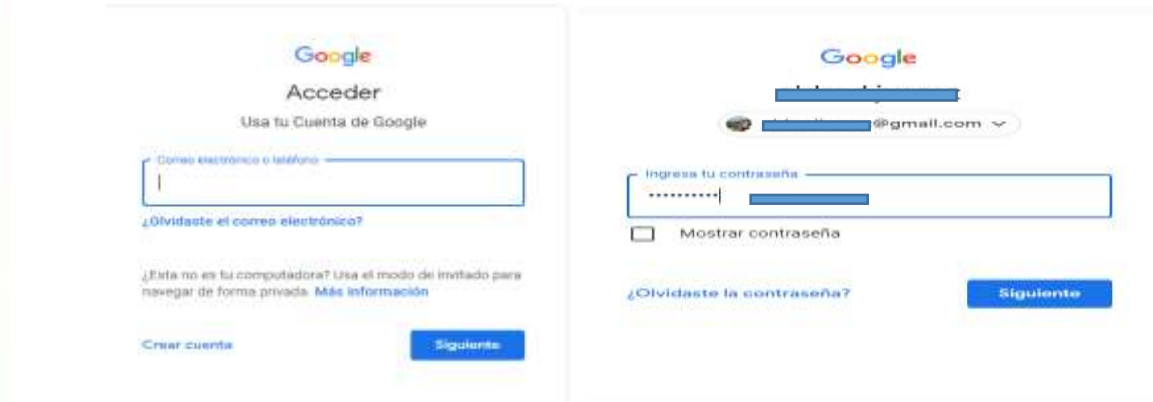 Google
Acceder
Usa tu Cuenta de Google
Correo electrónico o teléfono
¿Olvidaste el correo electrónico?
¿Esta no es tu computadora? Usa el modo de invitado para
navegar de forma privada. Más información
Crear cuenta
Siguiente
Google
@gmail.com
Ingresa tu contraseña
••••••••••
Mostrar contraseña
¿Olvidaste la contraseña?
Siguiente